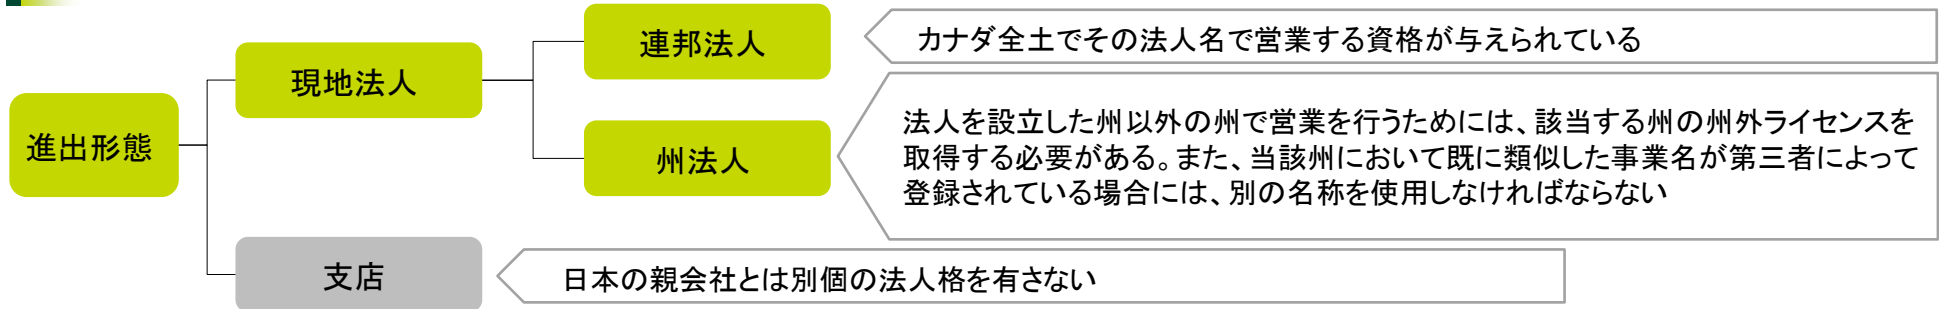 連邦法人
カナダ全土でその法人名で営業する資格が与えられている
現地法人
進出形態
州法人
法人を設立した州以外の州で営業を行うためには、該当する州の州外ライセンスを
取得する必要がある。また、当該州において既に類似した事業名が第三者によって
登録されている場合には、別の名称を使用しなければならない
支店
日本の親会社とは別個の法人格を有さない